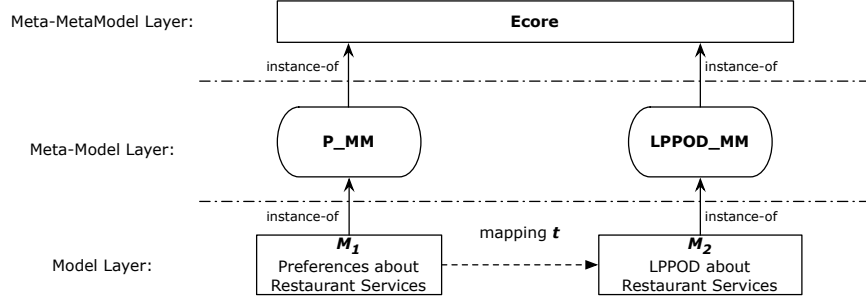 Meta-MetaModel Layer:
Ecore
instance-of
instance-of
Meta-Model Layer:
P_MM
LPPOD_MM
instance-of
instance-of
Model Layer:
M1
Preferences about
Restaurant Services
mapping t
M2
LPPOD about
Restaurant Services